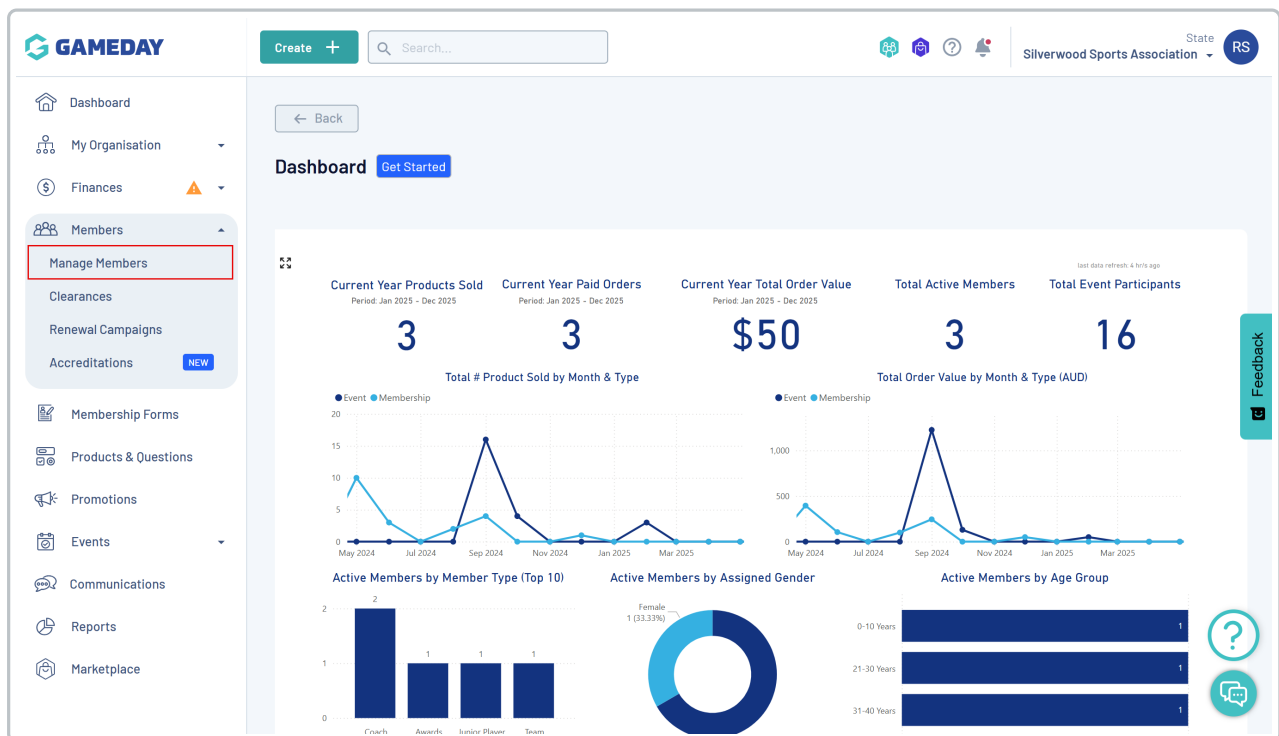 GAMEDAY
Create +
Search...
State
Silverwood Sports Association
RS
Dashboard
My Organisation
Finances
Members
Manage Members
Clearances
Renewal Campaigns
Accreditations NEW
Membership Forms
Products & Questions
Promotions
Events
Communications
Reports
Marketplace
← Back
Dashboard Get Started
last data refresh: 4 hr/s ago
Current Year Products Sold
Period: Jan 2025 - Dec 2025
3
Current Year Paid Orders
Period: Jan 2025 - Dec 2025
3
Current Year Total Order Value
Period: Jan 2025 - Dec 2025
$50
Total Active Members
3
Total Event Participants
16
Total # Product Sold by Month & Type
Event Membership
20
15
10
5
0
May 2024 Jul 2024 Sep 2024 Nov 2024 Jan 2025 Mar 2025
Total Order Value by Month & Type (AUD)
Event Membership
1,000
500
0
May 2024 Jul 2024 Sep 2024 Nov 2024 Jan 2025 Mar 2025
Active Members by Member Type (Top 10)
2
2
1
1 1 1
0
Coach Awards Junior Player Team
Active Members by Assigned Gender
Female
1 (33.33%)
Active Members by Age Group
0-10 Years 1
21-30 Years 1
31-40 Years 1
Feedback